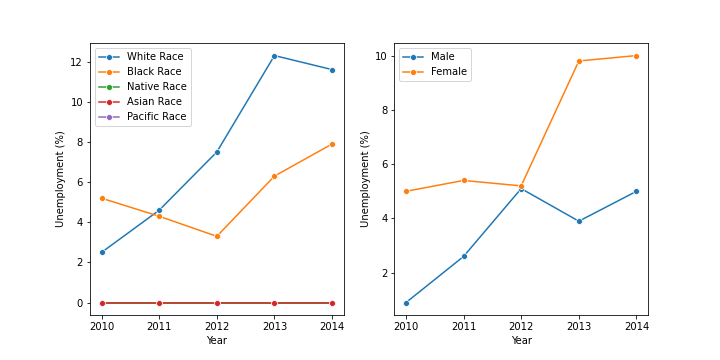 White Race
Black Race
Native Race
Asian Race
Pacific Race
Unemployment (%)
12
10
8
6
4
2
0
2010 2011 2012 2013 2014
Year
Male
Female
Unemployment (%)
10
8
6
4
2
2010 2011 2012 2013 2014
Year